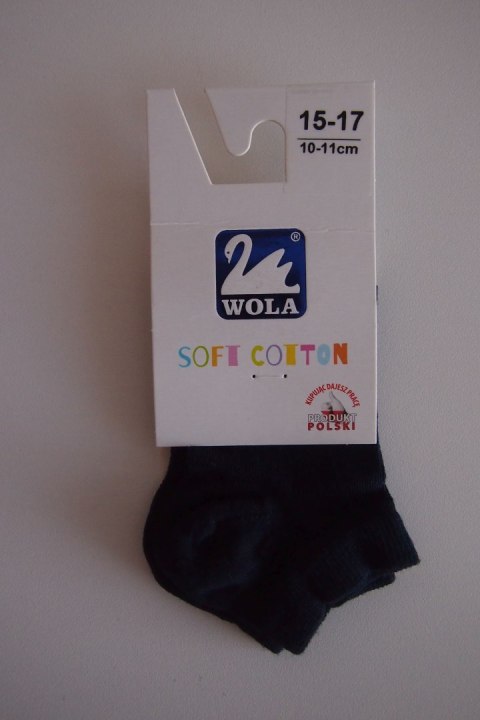 15-17
10-11cm
®
WOLA
SOFT COTTON
KUPUJĄC DAJESZ PRACĘ
PRODUKT
POLSKI